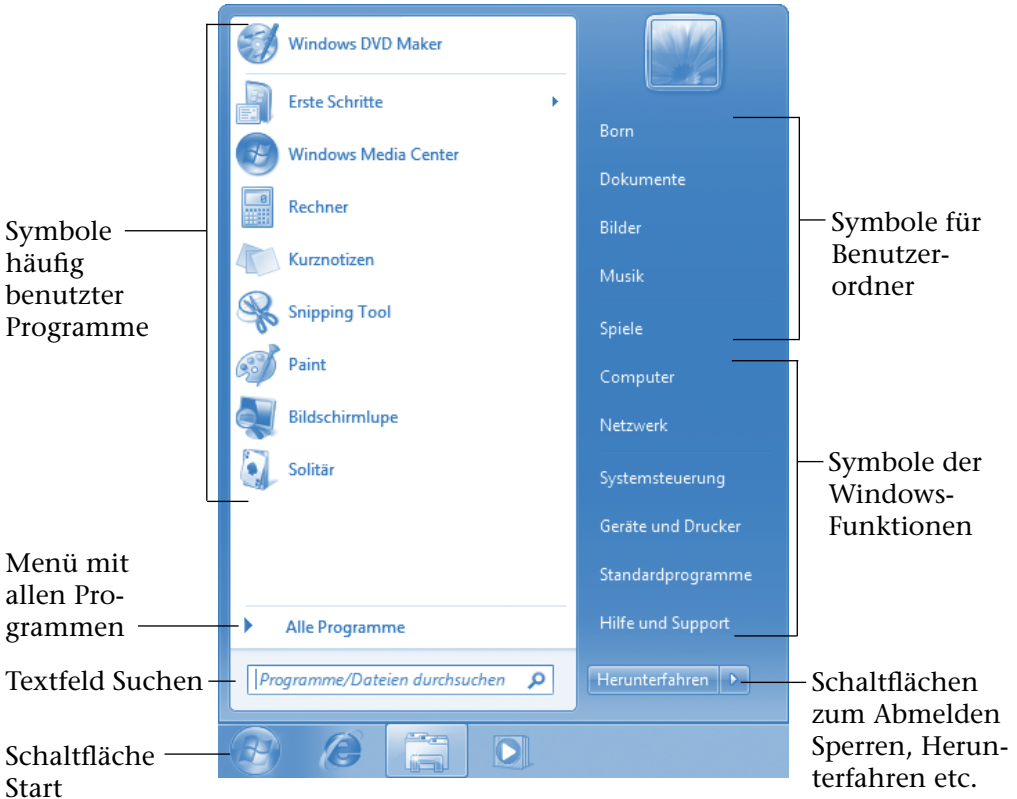 Symbole
häufig
benutzter
Programme
Menü mit
allen Pro-
grammen
Textfeld Suchen
Schaltfläche
Start
Windows DVD Maker
Erste Schritte
Windows Media Center
Rechner
Kurznotizen
Snipping Tool
Paint
Bildschirmlupe
Solitär
Alle Programme
Programme/Dateien durchsuchen
Born
Dokumente
Bilder
Musik
Spiele
Computer
Netzwerk
Systemsteuerung
Geräte und Drucker
Standardprogramme
Hilfe und Support
Herunterfahren
Symbole für
Benutzer-
ordner
Symbole der
Windows-
Funktionen
Schaltflächen
zum Abmelden
Sperren, Herun-
terfahren etc.